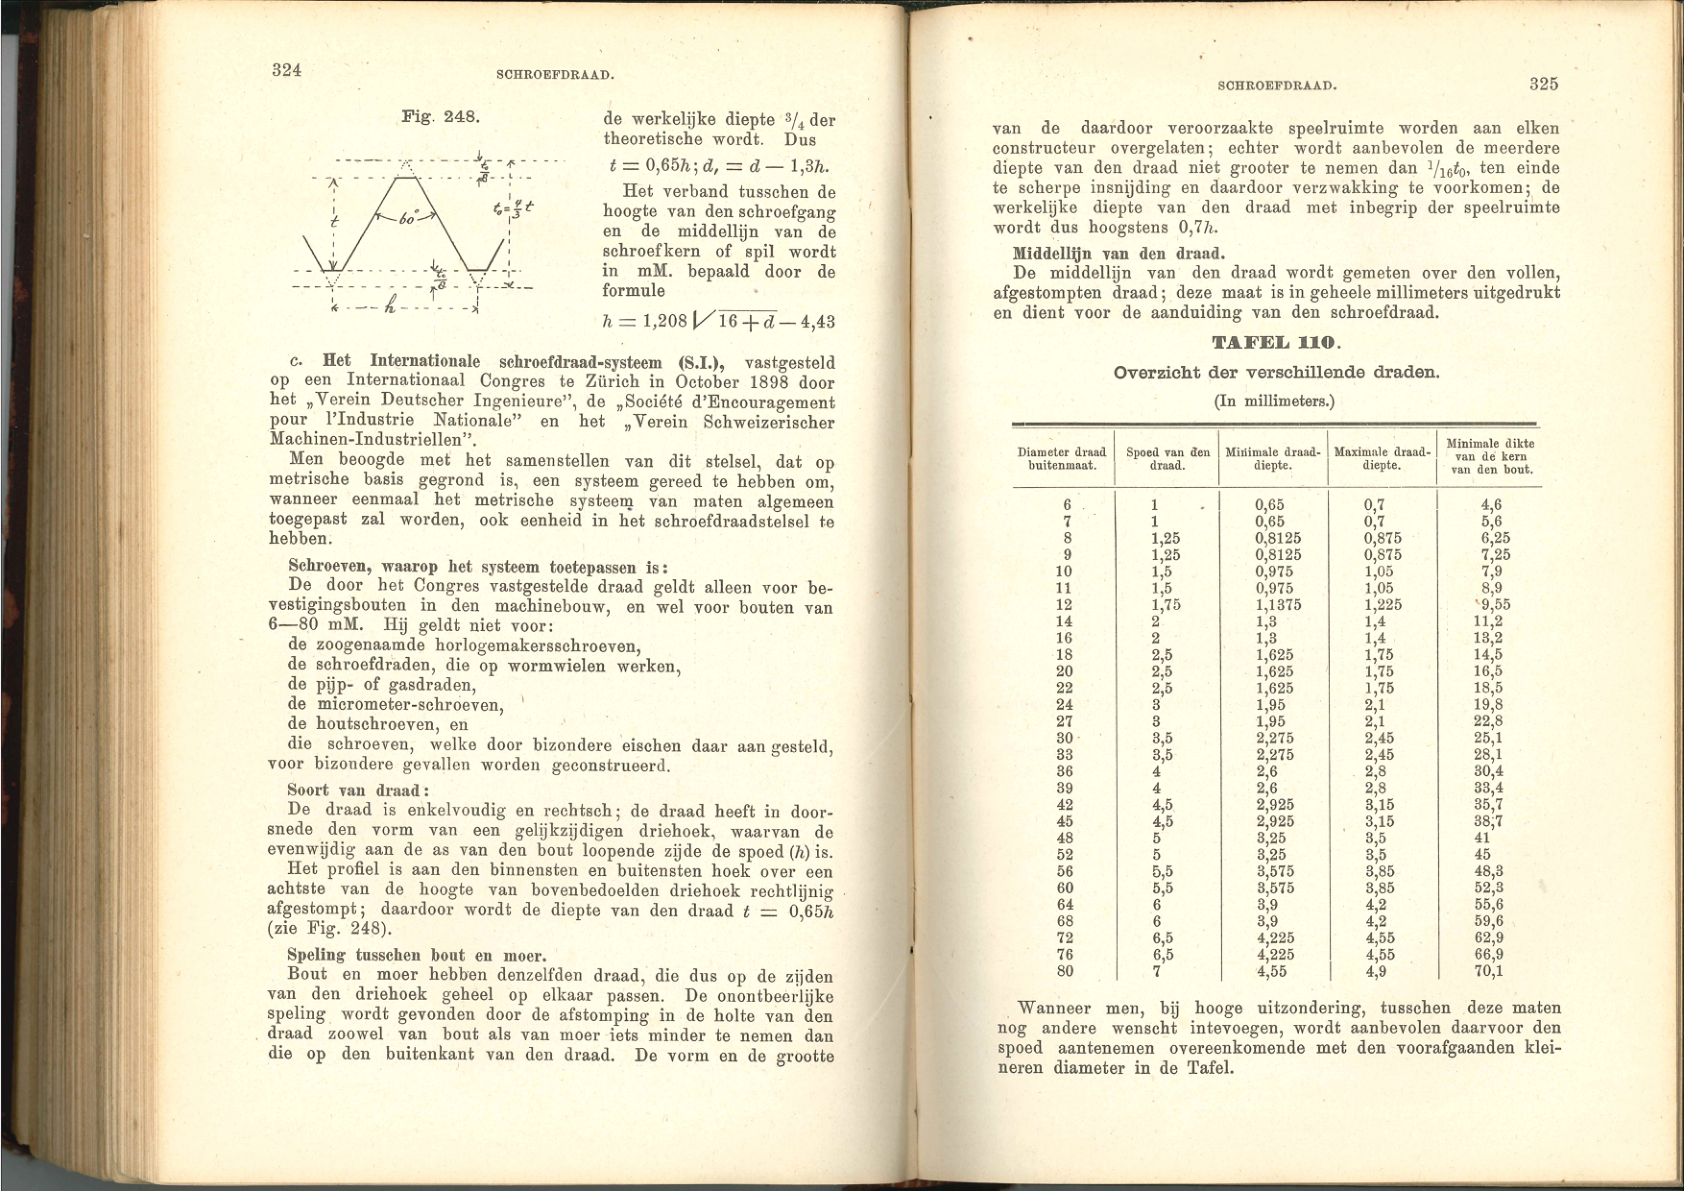 324
SCHROEFDRAAD.
Fig. 248.
t
60°
t₀/8
t₀=4/3 t
t₀/8
h
de werkelijke diepte ³/₄ der
theoretische wordt. Dus
t = 0,65h; d, = d — 1,3h.
Het verband tusschen de
hoogte van den schroefgang
en de middellijn van de
schroefkern of spil wordt
in mM. bepaald door de
formule
h = 1,208 √16 + d — 4,43
c. Het Internationale schroefdraad-systeem (S.I.), vastgesteld
op een Internationaal Congres te Zürich in October 1898 door
het „Verein Deutscher Ingenieure”, de „Société d'Encouragement
pour l'Industrie Nationale” en het „Verein Schweizerischer
Machinen-Industriellen”.
Men beoogde met het samenstellen van dit stelsel, dat op
metrische basis gegrond is, een systeem gereed te hebben om,
wanneer eenmaal het metrische systeem van maten algemeen
toegepast zal worden, ook eenheid in het schroefdraadstelsel te
hebben.
Schroeven, waarop het systeem toetepassen is:
De door het Congres vastgestelde draad geldt alleen voor be-
vestigingsbouten in den machinebouw, en wel voor bouten van
6—80 mM. Hij geldt niet voor:
de zoogenaamde horlogemakersschroeven,
de schroefdraden, die op wormwielen werken,
de pijp- of gasdraden,
de micrometer-schroeven,
de houtschroeven, en
die schroeven, welke door bizondere eischen daar aan gesteld,
voor bizondere gevallen worden geconstrueerd.
Soort van draad:
De draad is enkelvoudig en rechtsch; de draad heeft in door-
snede den vorm van een gelijkzijdigen driehoek, waarvan de
evenwijdig aan de as van den bout loopende zijde de spoed (h) is.
Het profiel is aan den binnensten en buitensten hoek over een
achtste van de hoogte van bovenbedoelden driehoek rechtlijnig
afgestompt; daardoor wordt de diepte van den draad t = 0,65h
(zie Fig. 248).
Speling tusschen bout en moer.
Bout en moer hebben denzelfden draad, die dus op de zijden
van den driehoek geheel op elkaar passen. De onontbeerlijke
speling wordt gevonden door de afstomping in de holte van den
draad zoowel van bout als van moer iets minder te nemen dan
die op den buitenkant van den draad. De vorm en de grootte
SCHROEFDRAAD.
325
van de daardoor veroorzaakte speelruimte worden aan elken
constructeur overgelaten; echter wordt aanbevolen de meerdere
diepte van den draad niet grooter te nemen dan ¹/₁₆t₀, ten einde
te scherpe insnijding en daardoor verzwakking te voorkomen; de
werkelijke diepte van den draad met inbegrip der speelruimte
wordt dus hoogstens 0,7h.
Middellijn van den draad.
De middellijn van den draad wordt gemeten over den vollen,
afgestompten draad; deze maat is in geheele millimeters uitgedrukt
en dient voor de aanduiding van den schroefdraad.
TAFEL 110.
Overzicht der verschillende draden.
(In millimeters.)
Diameter draad buitenmaat. Spoed van den draad. Minimale draad-diepte. Maximale draad-diepte. Minimale dikte van de kern van den bout.
6 1 0,65 0,7 4,6
7 1 0,65 0,7 5,6
8 1,25 0,8125 0,875 6,25
9 1,25 0,8125 0,875 7,25
10 1,5 0,975 1,05 7,9
11 1,5 0,975 1,05 8,9
12 1,75 1,1375 1,225 9,55
14 2 1,3 1,4 11,2
16 2 1,3 1,4 13,2
18 2,5 1,625 1,75 14,5
20 2,5 1,625 1,75 16,5
22 2,5 1,625 1,75 18,5
24 3 1,95 2,1 19,8
27 3 1,95 2,1 22,8
30 3,5 2,275 2,45 25,1
33 3,5 2,275 2,45 28,1
36 4 2,6 2,8 30,4
39 4 2,6 2,8 33,4
42 4,5 2,925 3,15 35,7
45 4,5 2,925 3,15 38,7
48 5 3,25 3,5 41
52 5 3,25 3,5 45
56 5,5 3,575 3,85 48,3
60 5,5 3,575 3,85 52,3
64 6 3,9 4,2 55,6
68 6 3,9 4,2 59,6
72 6,5 4,225 4,55 62,9
76 6,5 4,225 4,55 66,9
80 7 4,55 4,9 70,1
Wanneer men, bij hooge uitzondering, tusschen deze maten
nog andere wenscht intevoegen, wordt aanbevolen daarvoor den
spoed aantenemen overeenkomende met den voorafgaanden klei-
neren diameter in de Tafel.